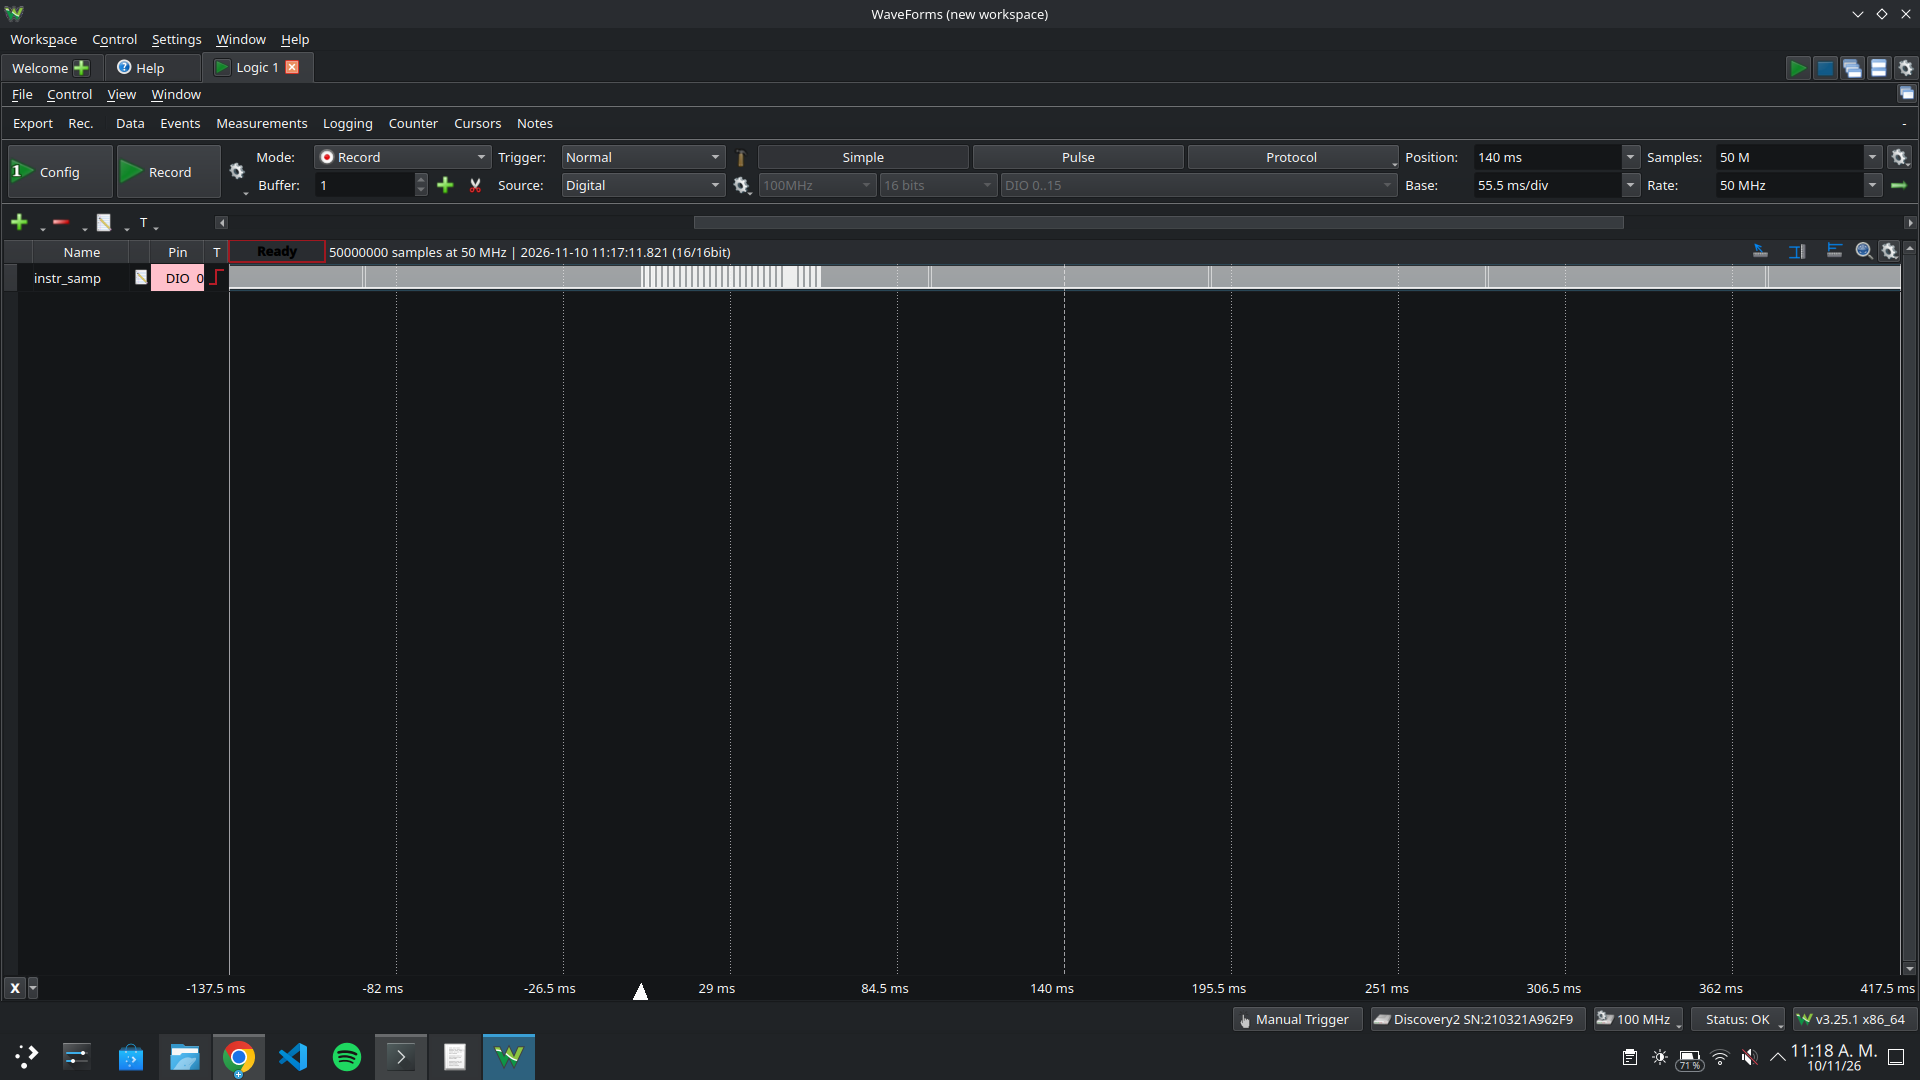 WaveForms (new workspace)
Workspace Control Settings Window Help
Welcome Help Logic 1
File Control View Window
Export Rec. Data Events Measurements Logging Counter Cursors Notes -
1 Config Record Mode: Record Trigger: Normal Simple Pulse Protocol Position: 140 ms Samples: 50 M
Buffer: 1 Source: Digital 100MHz 16 bits DIO 0..15 Base: 55.5 ms/div Rate: 50 MHz
T
Name Pin T Ready 50000000 samples at 50 MHz | 2026-11-10 11:17:11.821 (16/16bit)
instr_samp DIO 0
X -137.5 ms -82 ms -26.5 ms 29 ms 84.5 ms 140 ms 195.5 ms 251 ms 306.5 ms 362 ms 417.5 ms
Manual Trigger Discovery2 SN:210321A962F9 100 MHz Status: OK v3.25.1 x86_64
71 % 11:18 A. M.
10/11/26